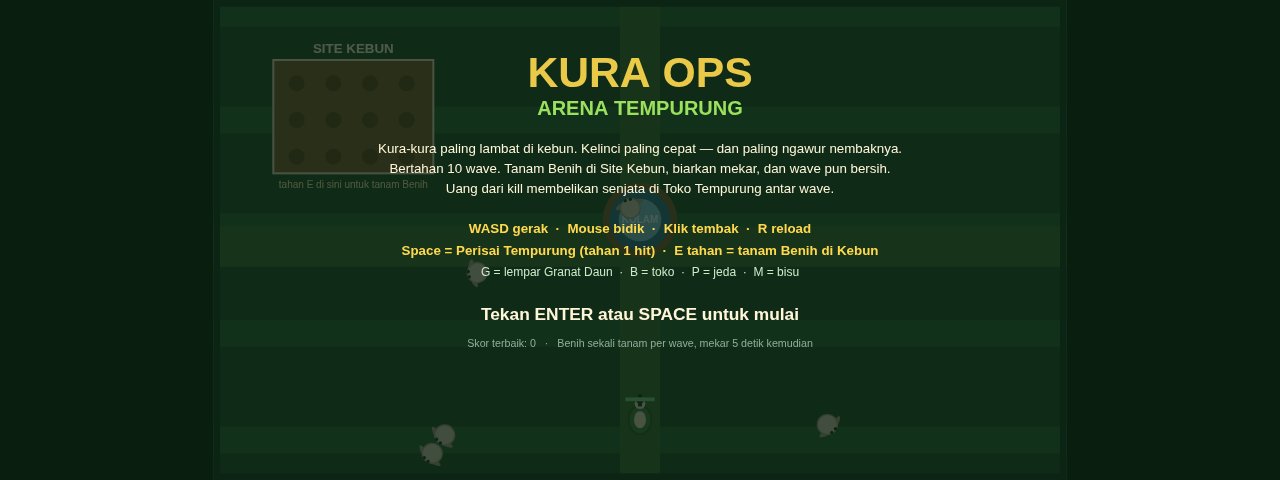 SITE KEBUN
KURA OPS
ARENA TEMPURUNG
Kura-kura paling lambat di kebun. Kelinci paling cepat — dan paling ngawur nembaknya.
Bertahan 10 wave. Tanam Benih di Site Kebun, biarkan mekar, dan wave pun bersih.
tahan E di sini untuk tanam Benih
Uang dari kill membelikan senjata di Toko Tempurung antar wave.
KOLAM
WASD gerak · Mouse bidik · Klik tembak · R reload
Space = Perisai Tempurung (tahan 1 hit) · E tahan = tanam Benih di Kebun
G = lempar Granat Daun · B = toko · P = jeda · M = bisu
Tekan ENTER atau SPACE untuk mulai
Skor terbaik: 0 · Benih sekali tanam per wave, mekar 5 detik kemudian